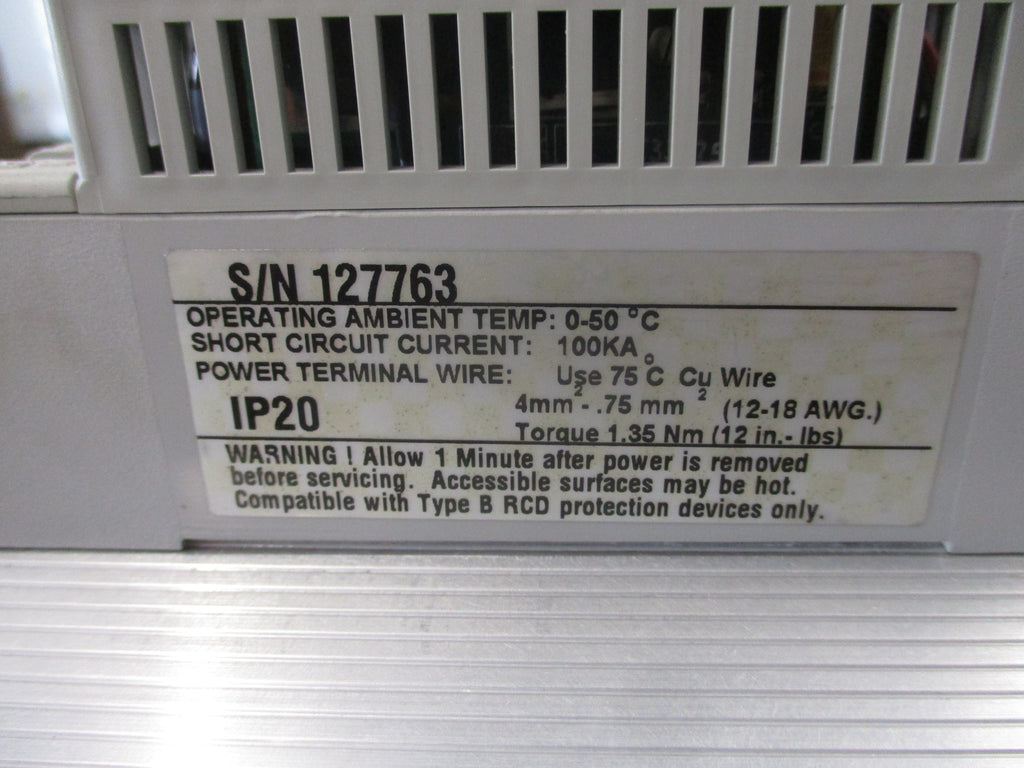 S/N 127763
OPERATING AMBIENT TEMP: 0-50 °C
SHORT CIRCUIT CURRENT: 100KA
POWER TERMINAL WIRE: Use 75°C Cu Wire
4mm² - .75 mm² (12-18 AWG.)
IP20
Torque 1.35 Nm (12 in.- lbs)
WARNING ! Allow 1 Minute after power is removed
before servicing. Accessible surfaces may be hot.
Compatible with Type B RCD protection devices only.